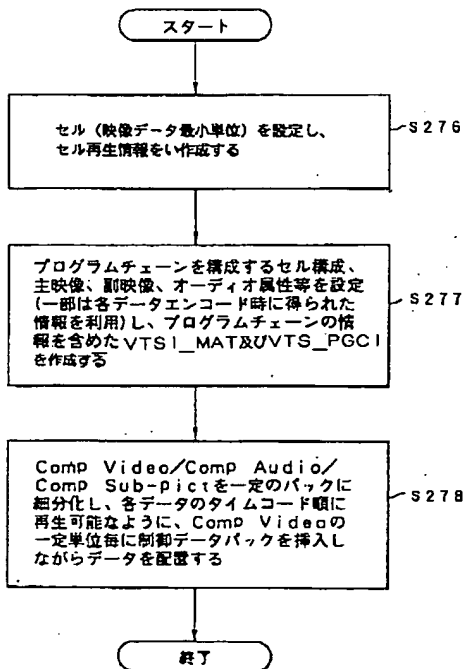 スタート
セル（映像データ最小単位）を設定し、
セル再生情報をい作成する
S276
プログラムチェーンを構成するセル構成、
主映像、副映像、オーディオ属性等を設定
(一部は各データエンコード時に得られた
情報を利用)し、プログラムチェーンの情
報を含めたVTSI_MAT及びVTS_PGCI
を作成する
S277
Comp Video/Comp Audio/
Comp Sub-pictを一定のパックに
細分化し、各データのタイムコード順に
再生可能なように、Comp Videoの
一定単位毎に制御データパックを挿入し
ながらデータを配置する
S278
終了